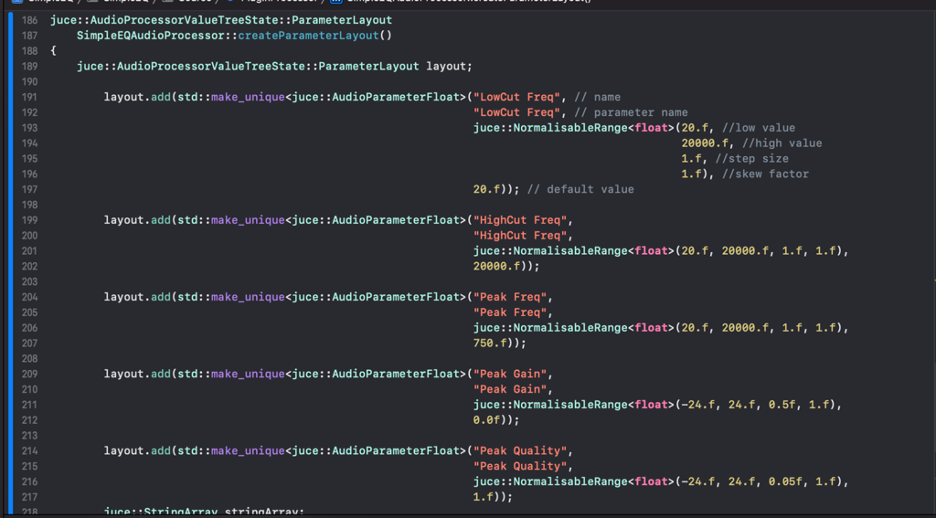 186 juce::AudioProcessorValueTreeState::ParameterLayout
187     SimpleEQAudioProcessor::createParameterLayout()
188 {
189     juce::AudioProcessorValueTreeState::ParameterLayout layout;
190
191         layout.add(std::make_unique<juce::AudioParameterFloat>("LowCut Freq", // name
192                                                                "LowCut Freq", // parameter name
193                                                                juce::NormalisableRange<float>(20.f, //low value
194                                                                                               20000.f, //high value
195                                                                                               1.f, //step size
196                                                                                               1.f), //skew factor
197                                                                20.f)); // default value
198
199         layout.add(std::make_unique<juce::AudioParameterFloat>("HighCut Freq",
200                                                                "HighCut Freq",
201                                                                juce::NormalisableRange<float>(20.f, 20000.f, 1.f, 1.f),
202                                                                20000.f));
203
204         layout.add(std::make_unique<juce::AudioParameterFloat>("Peak Freq",
205                                                                "Peak Freq",
206                                                                juce::NormalisableRange<float>(20.f, 20000.f, 1.f, 1.f),
207                                                                750.f));
208
209         layout.add(std::make_unique<juce::AudioParameterFloat>("Peak Gain",
210                                                                "Peak Gain",
211                                                                juce::NormalisableRange<float>(-24.f, 24.f, 0.5f, 1.f),
212                                                                0.0f));
213
214         layout.add(std::make_unique<juce::AudioParameterFloat>("Peak Quality",
215                                                                "Peak Quality",
216                                                                juce::NormalisableRange<float>(-24.f, 24.f, 0.05f, 1.f),
217                                                                1.f));
218         juce::StringArray stringArray;